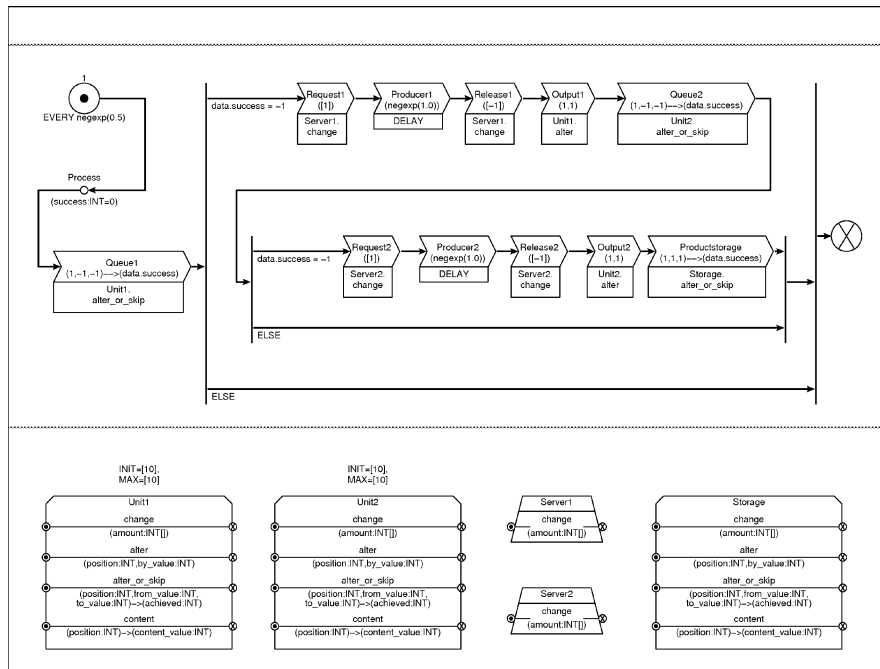 1
EVERY negexp(0.5)
Process
(success:INT=0)
Queue1
(1,−1,−1)−−>(data.success)
Unit1.
alter_or_skip
data.success = −1
Request1
([1])
Server1.
change
Producer1
(negexp(1.0))
DELAY
Release1
([−1])
Server1.
change
Output1
(1,1)
Unit1.
alter
Queue2
(1,−1,−1)−−>(data.success)
Unit2.
alter_or_skip
data.success = −1
Request2
([1])
Server2.
change
Producer2
(negexp(1.0))
DELAY
Release2
([−1])
Server2.
change
Output2
(1,1)
Unit2.
alter
Productstorage
(1,1,1)−−>(data.success)
Storage.
alter_or_skip
ELSE
ELSE
INIT=[10],
MAX=[10]
Unit1
change
(amount:INT[])
alter
(position:INT,by_value:INT)
alter_or_skip
(position:INT,from_value:INT,
to_value:INT)−>(achieved:INT)
content
(position:INT)−>(content_value:INT)
INIT=[10],
MAX=[10]
Unit2
change
(amount:INT[])
alter
(position:INT,by_value:INT)
alter_or_skip
(position:INT,from_value:INT,
to_value:INT)−>(achieved:INT)
content
(position:INT)−>(content_value:INT)
Server1
change
(amount:INT[])
Server2
change
(amount:INT[])
Storage
change
(amount:INT[])
alter
(position:INT,by_value:INT)
alter_or_skip
(position:INT,from_value:INT,
to_value:INT)−>(achieved:INT)
content
(position:INT)−>(content_value:INT)